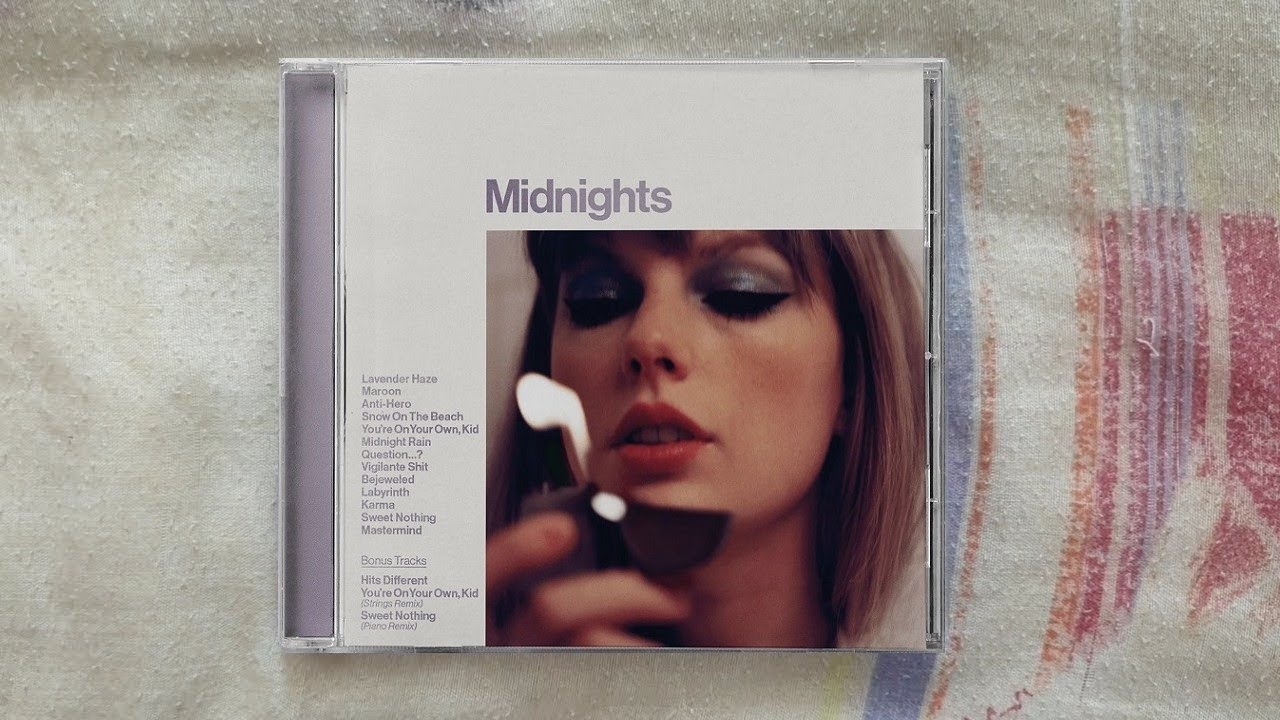 Midnights
Lavender Haze
Maroon
Anti-Hero
Snow On The Beach
You're On Your Own, Kid
Midnight Rain
Question...?
Vigilante Shit
Bejeweled
Labyrinth
Karma
Sweet Nothing
Mastermind
Bonus Tracks
Hits Different
You're On Your Own, Kid
(Strings Remix)
Sweet Nothing
(Piano Remix)